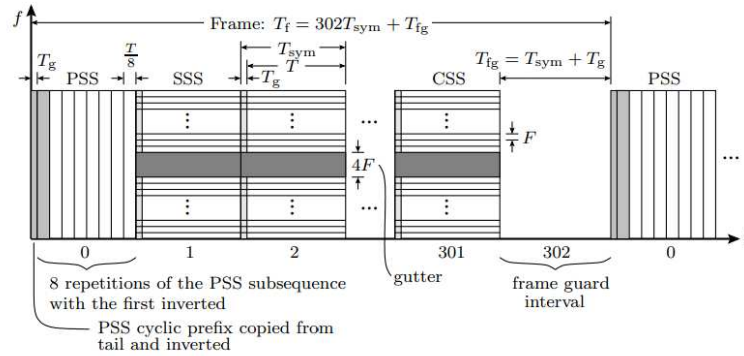 f
Frame: T_f = 302T_sym + T_fg
T_g
T/8
T_sym
T
T_g
T_fg = T_sym + T_g
PSS
SSS
CSS
PSS
⋮ ⋮ ... ⋮
F
4F
...
⋮ ⋮ ... ⋮
0 1 2 301 302 0
8 repetitions of the PSS subsequence
with the first inverted
gutter
frame guard
interval
PSS cyclic prefix copied from
tail and inverted